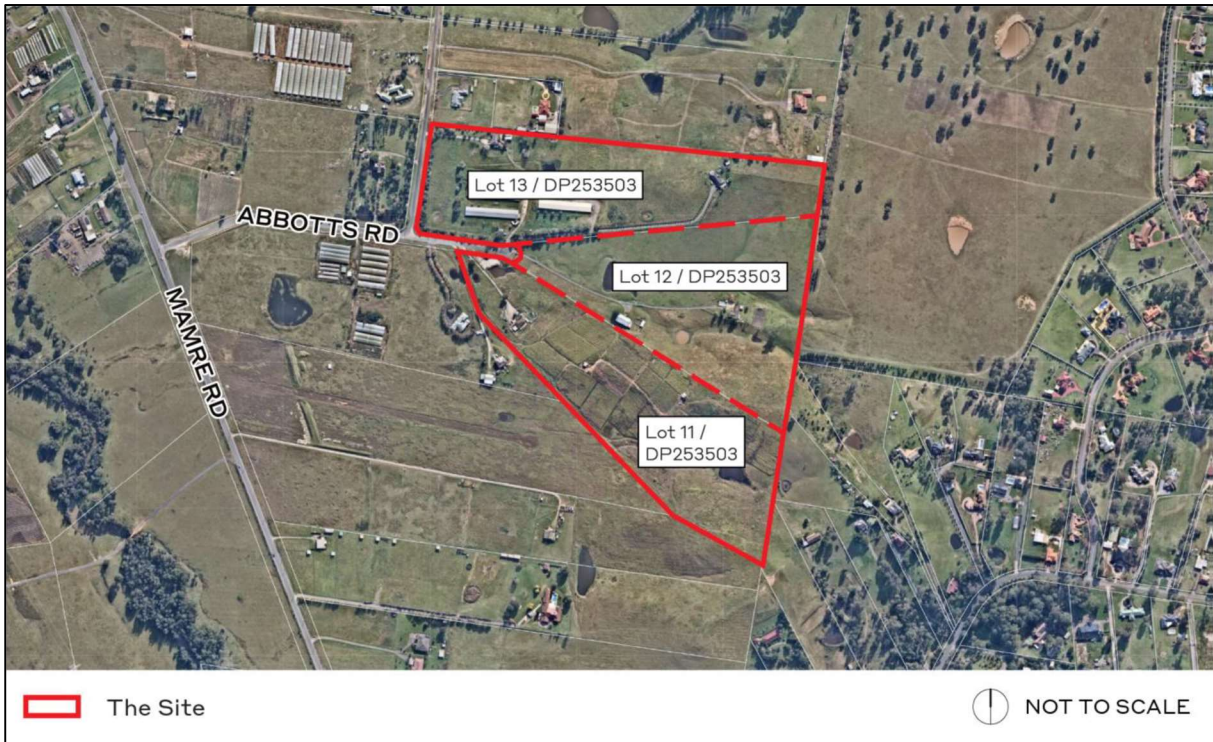 Lot 13 / DP253503
ABBOTTS RD
Lot 12 / DP253503
MAMRE RD
Lot 11 /
DP253503
The Site
NOT TO SCALE